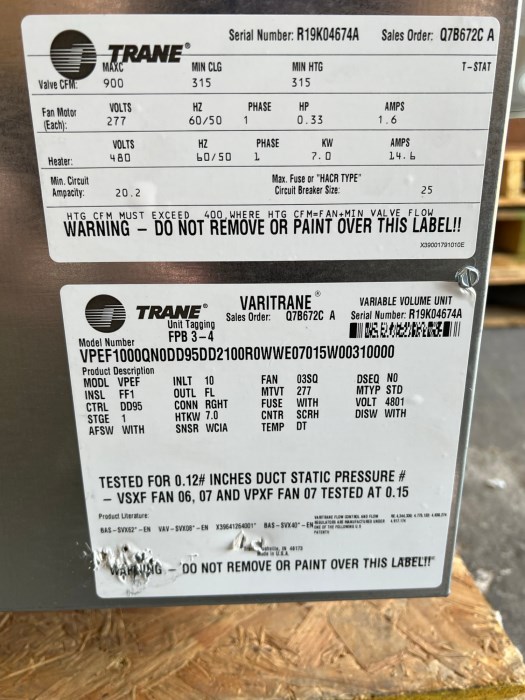 TRANE® Serial Number: R19K04674A Sales Order: Q7B672C A
MAXC MIN CLG MIN HTG T-STAT
Valve CFM: 900 315 315
VOLTS HZ PHASE HP AMPS
Fan Motor (Each): 277 60/50 1 0.33 1.6
VOLTS HZ PHASE KW AMPS
Heater: 480 60/50 1 7.0 14.6
Min. Circuit Ampacity: 20.2 Max. Fuse or "HACR TYPE" Circuit Breaker Size: 25
HTG CFM MUST EXCEED 400,WHERE HTG CFM=FAN+MIN VALVE FLOW
WARNING – DO NOT REMOVE OR PAINT OVER THIS LABEL!!
X39001791010E
TRANE® VARITRANE® VARIABLE VOLUME UNIT
Sales Order: Q7B672C A Serial Number: R19K04674A
Unit Tagging
Model Number FPB 3-4
VPEF1000QN0DD95DD2100R0WWE07015W00310000
Product Description
MODL VPEF INLT 10 FAN 03SQ DSEQ NO
INSL FF1 OUTL FL MTVT 277 MTYP STD
CTRL DD95 CONN RGHT FUSE WITH VOLT 4801
STGE 1 HTKW 7.0 CNTR SCRH DISW WITH
AFSW WITH SNSR WCIA TEMP DT
TESTED FOR 0.12# INCHES DUCT STATIC PRESSURE #
– VSXF FAN 06, 07 AND VPXF FAN 07 TESTED AT 0.15
Product Literature:
BAS-SVX62*-EN VAV-SVX08*-EN X39641264001* BAS-SVX40*-EN
Made in U.S.A.
WARNING – DO NOT REMOVE OR PAINT OVER THIS LABEL!!